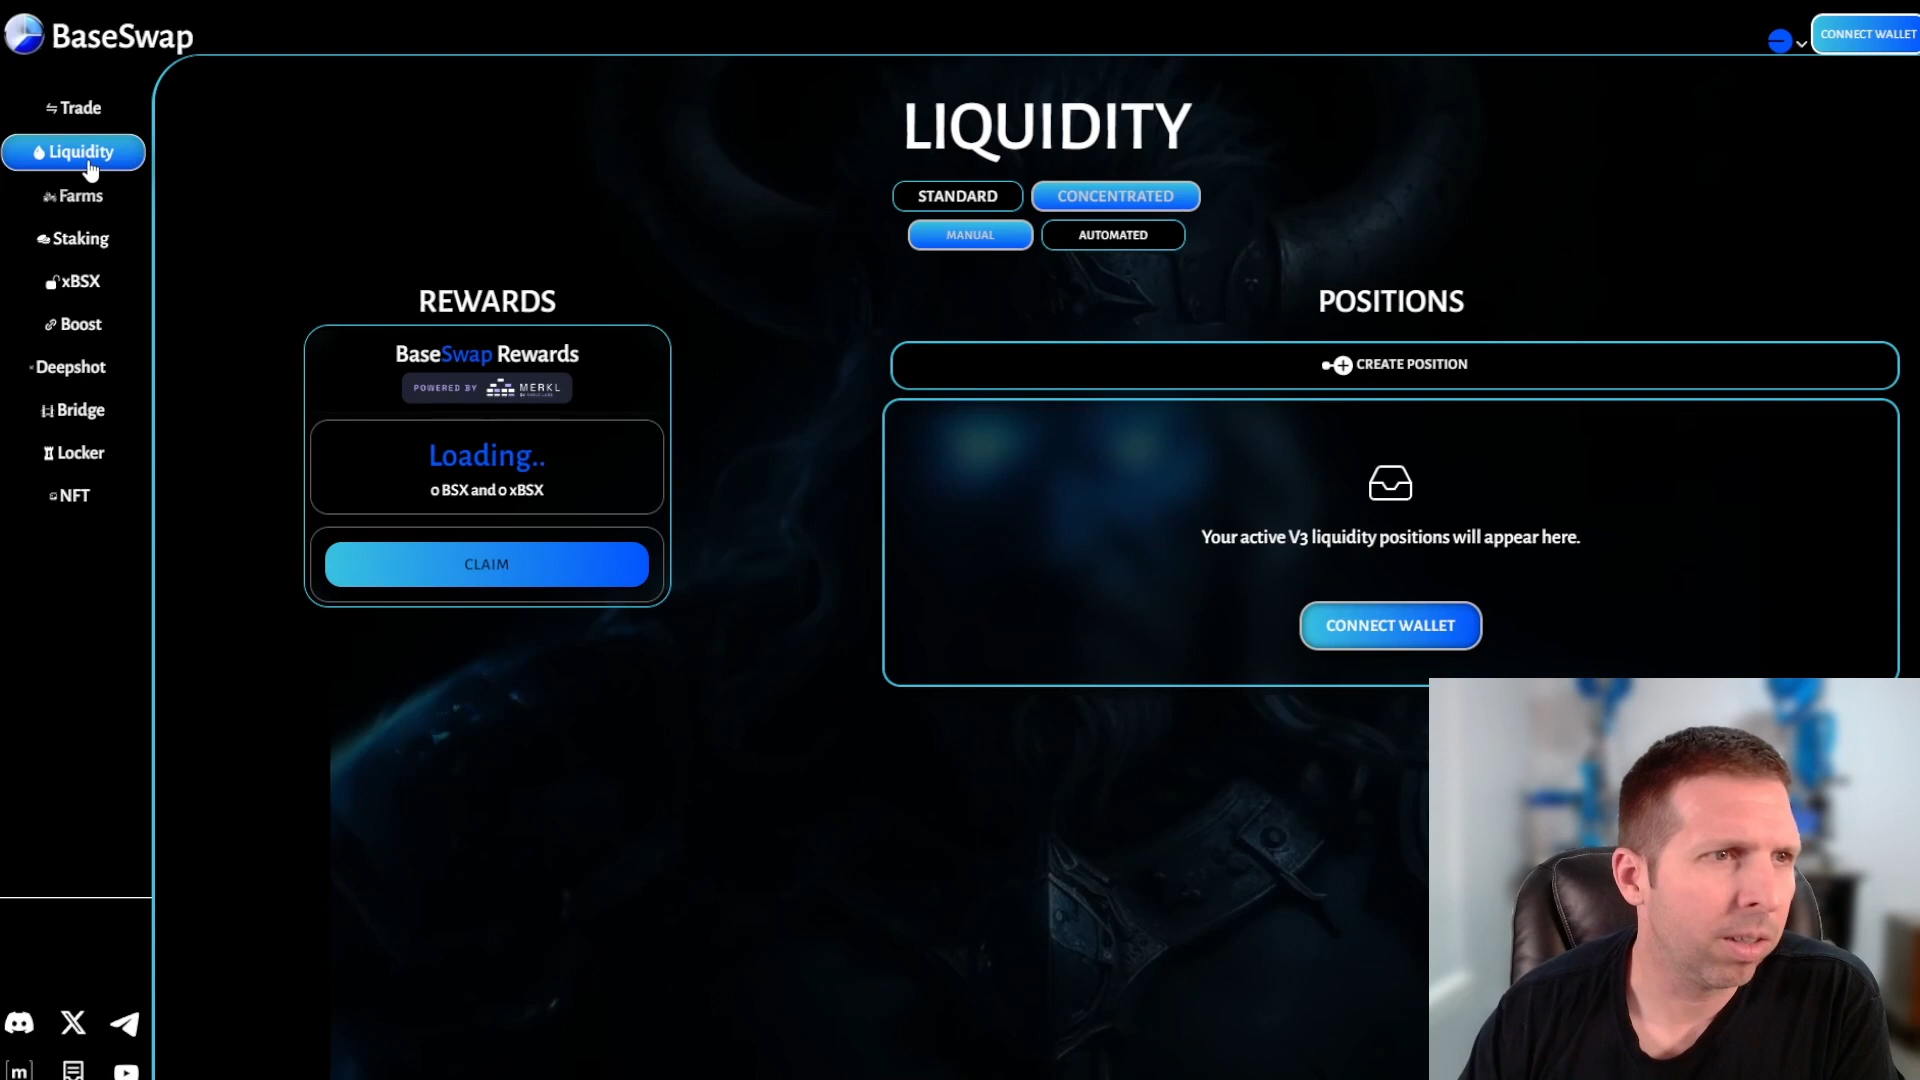 BaseSwap
CONNECT WALLET
Trade
Liquidity
Farms
Staking
xBSX
Boost
Deepshot
Bridge
Locker
NFT
LIQUIDITY
STANDARD
CONCENTRATED
MANUAL
AUTOMATED
REWARDS
BaseSwap Rewards
POWERED BY MERKL
Loading..
0 BSX and 0 xBSX
CLAIM
POSITIONS
CREATE POSITION
Your active V3 liquidity positions will appear here.
CONNECT WALLET
[m]